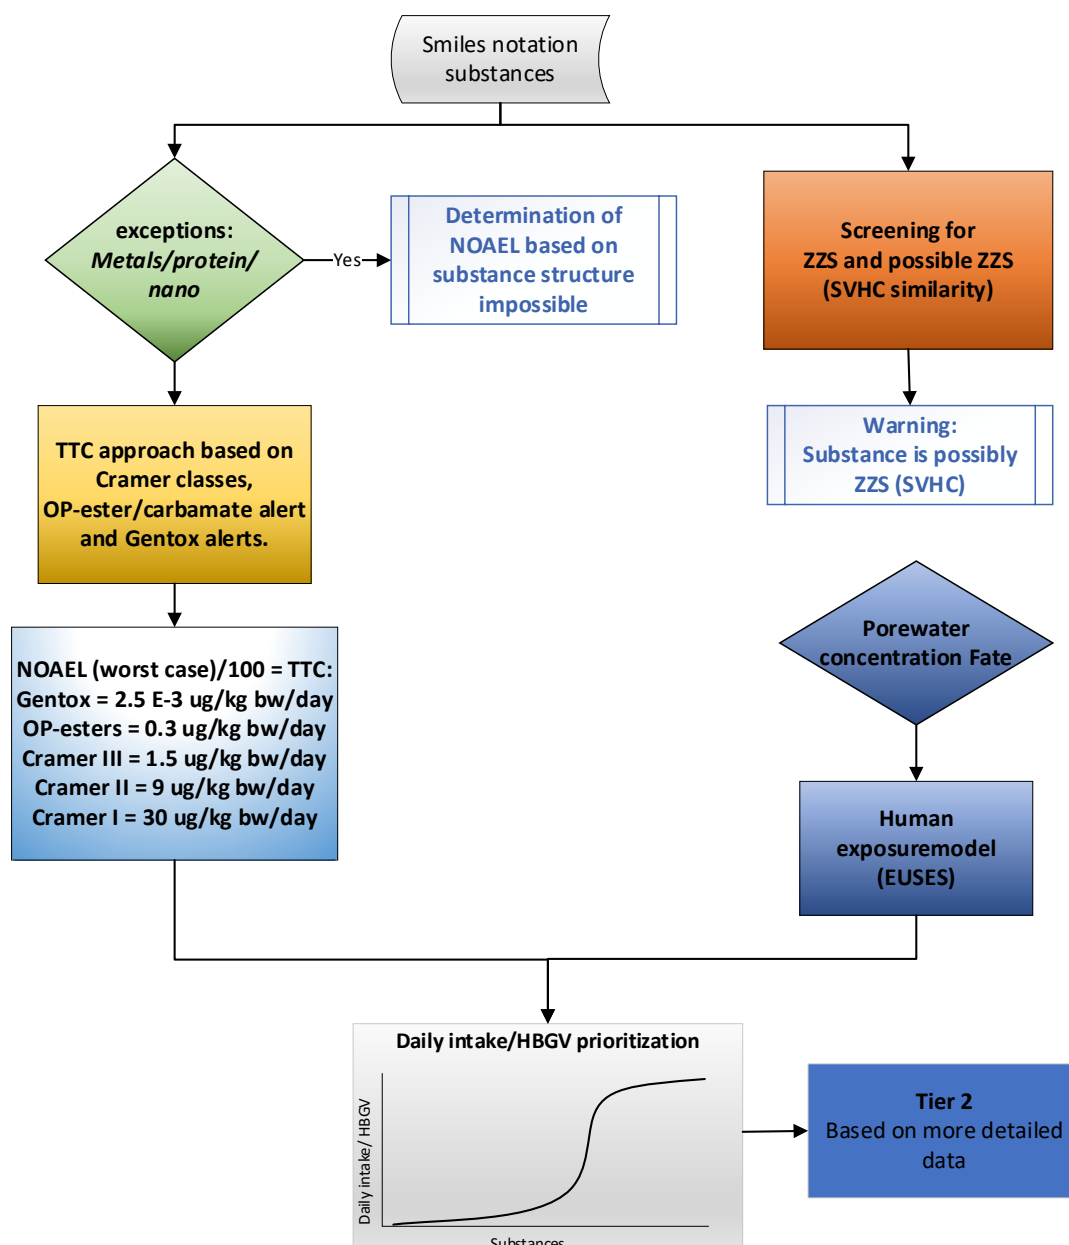 Smiles notation
substances
exceptions:
Metals/protein/
nano
Yes
Determination of
NOAEL based on
substance structure
impossible
Screening for
ZZS and possible ZZS
(SVHC similarity)
Warning:
Substance is possibly
ZZS (SVHC)
TTC approach based on
Cramer classes,
OP-ester/carbamate alert
and Gentox alerts.
NOAEL (worst case)/100 = TTC:
Gentox = 2.5 E-3 ug/kg bw/day
OP-esters = 0.3 ug/kg bw/day
Cramer III = 1.5 ug/kg bw/day
Cramer II = 9 ug/kg bw/day
Cramer I = 30 ug/kg bw/day
Porewater
concentration Fate
Human
exposuremodel
(EUSES)
Daily intake/HBGV prioritization
Daily intake/ HBGV
Substances
Tier 2
Based on more detailed
data